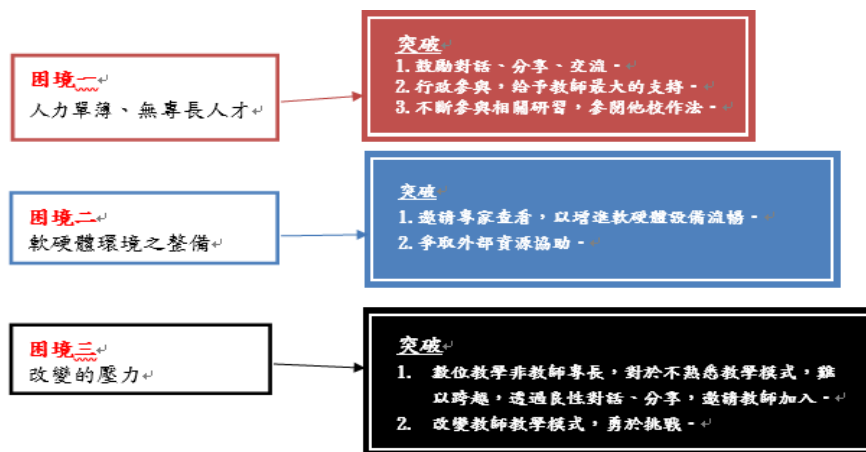 困境一
人力單薄、無專長人才
突破
1. 鼓勵對話、分享、交流。
2. 行政參與，給予教師最大的支持。
3. 不斷參與相關研習，參閱他校作法。
困境二
軟硬體環境之整備
突破
1. 邀請專家查看，以增進軟硬體設備流暢。
2. 爭取外部資源協助。
困境三
改變的壓力
突破
1. 數位教學非教師專長，對於不熟悉教學模式，難
以跨越，透過良性對話、分享，邀請教師加入。
2. 改變教師教學模式，勇於挑戰。